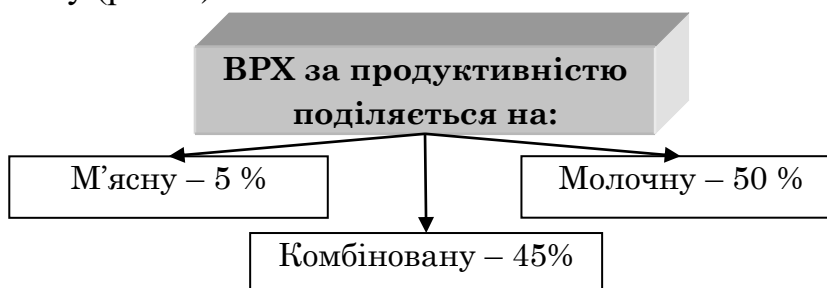 ВРХ за продуктивністю
поділяється на:
М’ясну – 5 %
Молочну – 50 %
Комбіновану – 45%